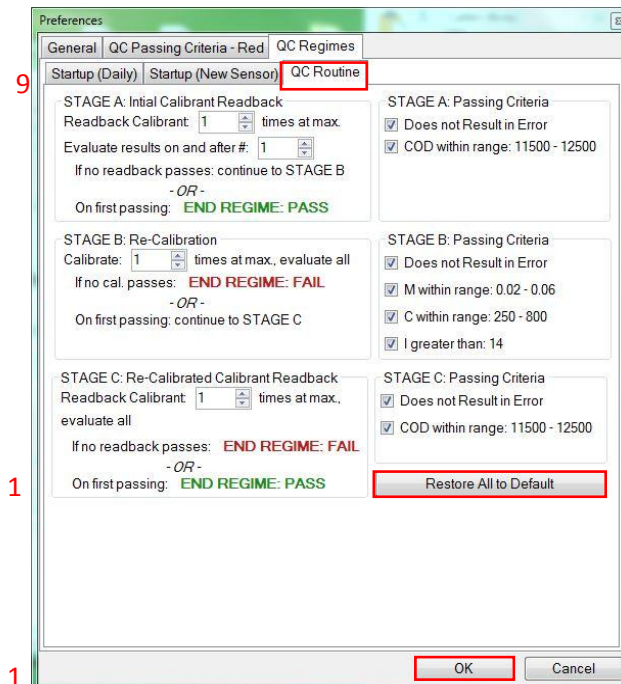 Preferences
General QC Passing Criteria - Red QC Regimes
9
Startup (Daily) Startup (New Sensor) QC Routine
STAGE A: Intial Calibrant Readback
Readback Calibrant: 1 times at max.
Evaluate results on and after #: 1
If no readback passes: continue to STAGE B
- OR -
On first passing: END REGIME: PASS
STAGE A: Passing Criteria
Does not Result in Error
COD within range: 11500 - 12500
STAGE B: Re-Calibration
Calibrate: 1 times at max., evaluate all
If no cal. passes: END REGIME: FAIL
- OR -
On first passing: continue to STAGE C
STAGE B: Passing Criteria
Does not Result in Error
M within range: 0.02 - 0.06
C within range: 250 - 800
I greater than: 14
STAGE C: Re-Calibrated Calibrant Readback
Readback Calibrant: 1 times at max.,
evaluate all
If no readback passes: END REGIME: FAIL
- OR -
On first passing: END REGIME: PASS
STAGE C: Passing Criteria
Does not Result in Error
COD within range: 11500 - 12500
1
Restore All to Default
1
OK Cancel